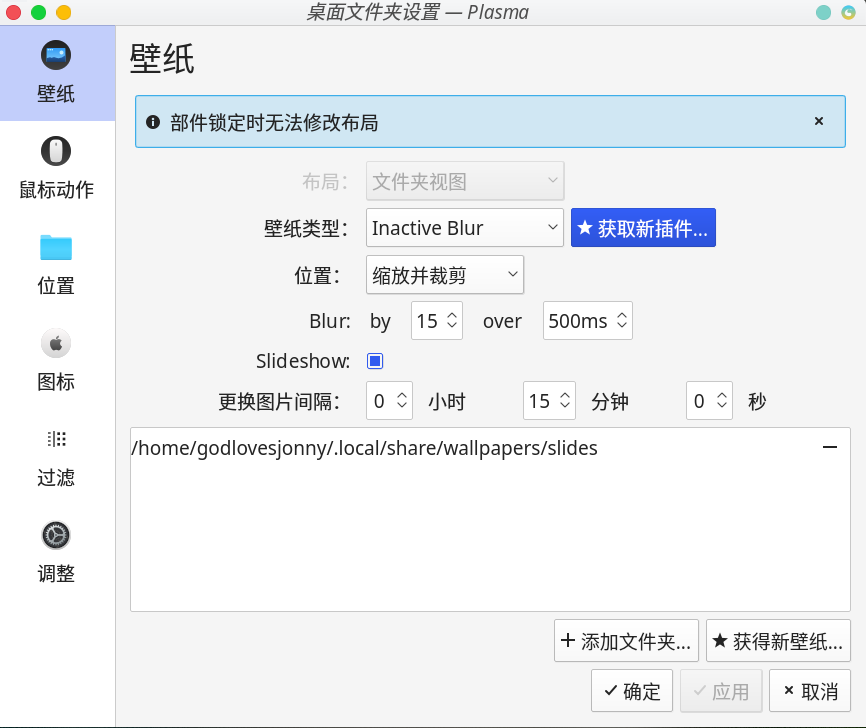 桌面文件夹设置 — Plasma
壁纸
鼠标动作
位置
图标
过滤
调整
壁纸
部件锁定时无法修改布局
布局: 文件夹视图
壁纸类型: Inactive Blur 获取新插件...
位置: 缩放并裁剪
Blur: by 15 over 500ms
Slideshow:
更换图片间隔: 0 小时 15 分钟 0 秒
/home/godlovesjonny/.local/share/wallpapers/slides
添加文件夹... 获得新壁纸...
确定 应用 取消